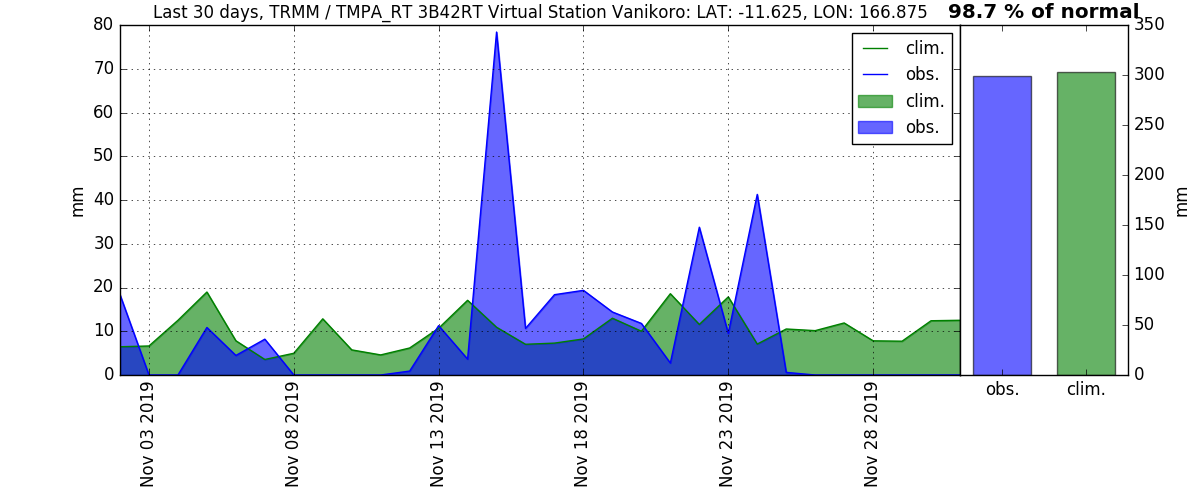 Last 30 days, TRMM / TMPA_RT 3B42RT Virtual Station Vanikoro: LAT: -11.625, LON: 166.875
98.7 % of normal
80
70
60
50
40
30
20
10
0
mm
clim.
obs.
clim.
obs.
350
300
250
200
150
100
50
0
mm
obs.
clim.
Nov 03 2019
Nov 08 2019
Nov 13 2019
Nov 18 2019
Nov 23 2019
Nov 28 2019